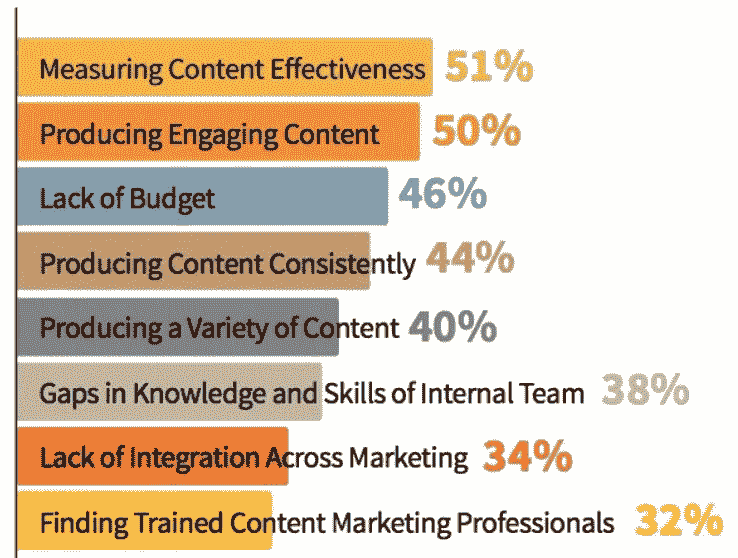 Measuring Content Effectiveness 51%
Producing Engaging Content 50%
Lack of Budget 46%
Producing Content Consistently 44%
Producing a Variety of Content 40%
Gaps in Knowledge and Skills of Internal Team 38%
Lack of Integration Across Marketing 34%
Finding Trained Content Marketing Professionals 32%